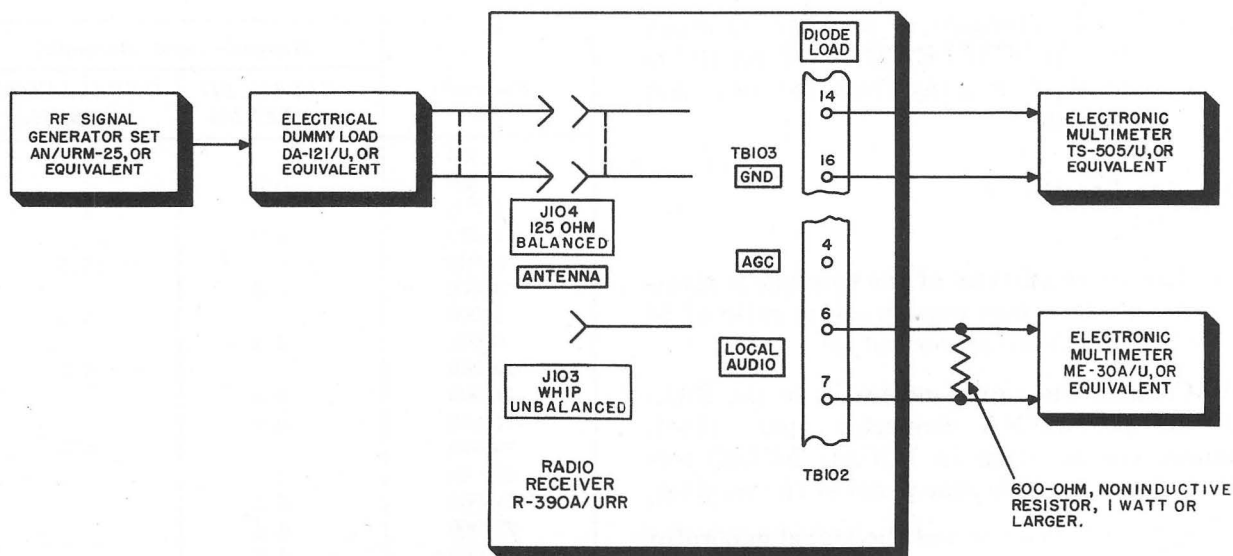 RF SIGNAL
GENERATOR SET
AN/URM-25, OR
EQUIVALENT
ELECTRICAL
DUMMY LOAD
DA-121/U, OR
EQUIVALENT
J104
125 OHM
BALANCED
ANTENNA
J103
WHIP
UNBALANCED
RADIO
RECEIVER
R-390A/URR
DIODE
LOAD
14
TB103
16
GND
4
AGC
6
LOCAL
AUDIO
7
TB102
ELECTRONIC
MULTIMETER
TS-505/U, OR
EQUIVALENT
ELECTRONIC
MULTIMETER
ME-30A/U, OR
EQUIVALENT
600-OHM, NONINDUCTIVE
RESISTOR, 1 WATT OR
LARGER.